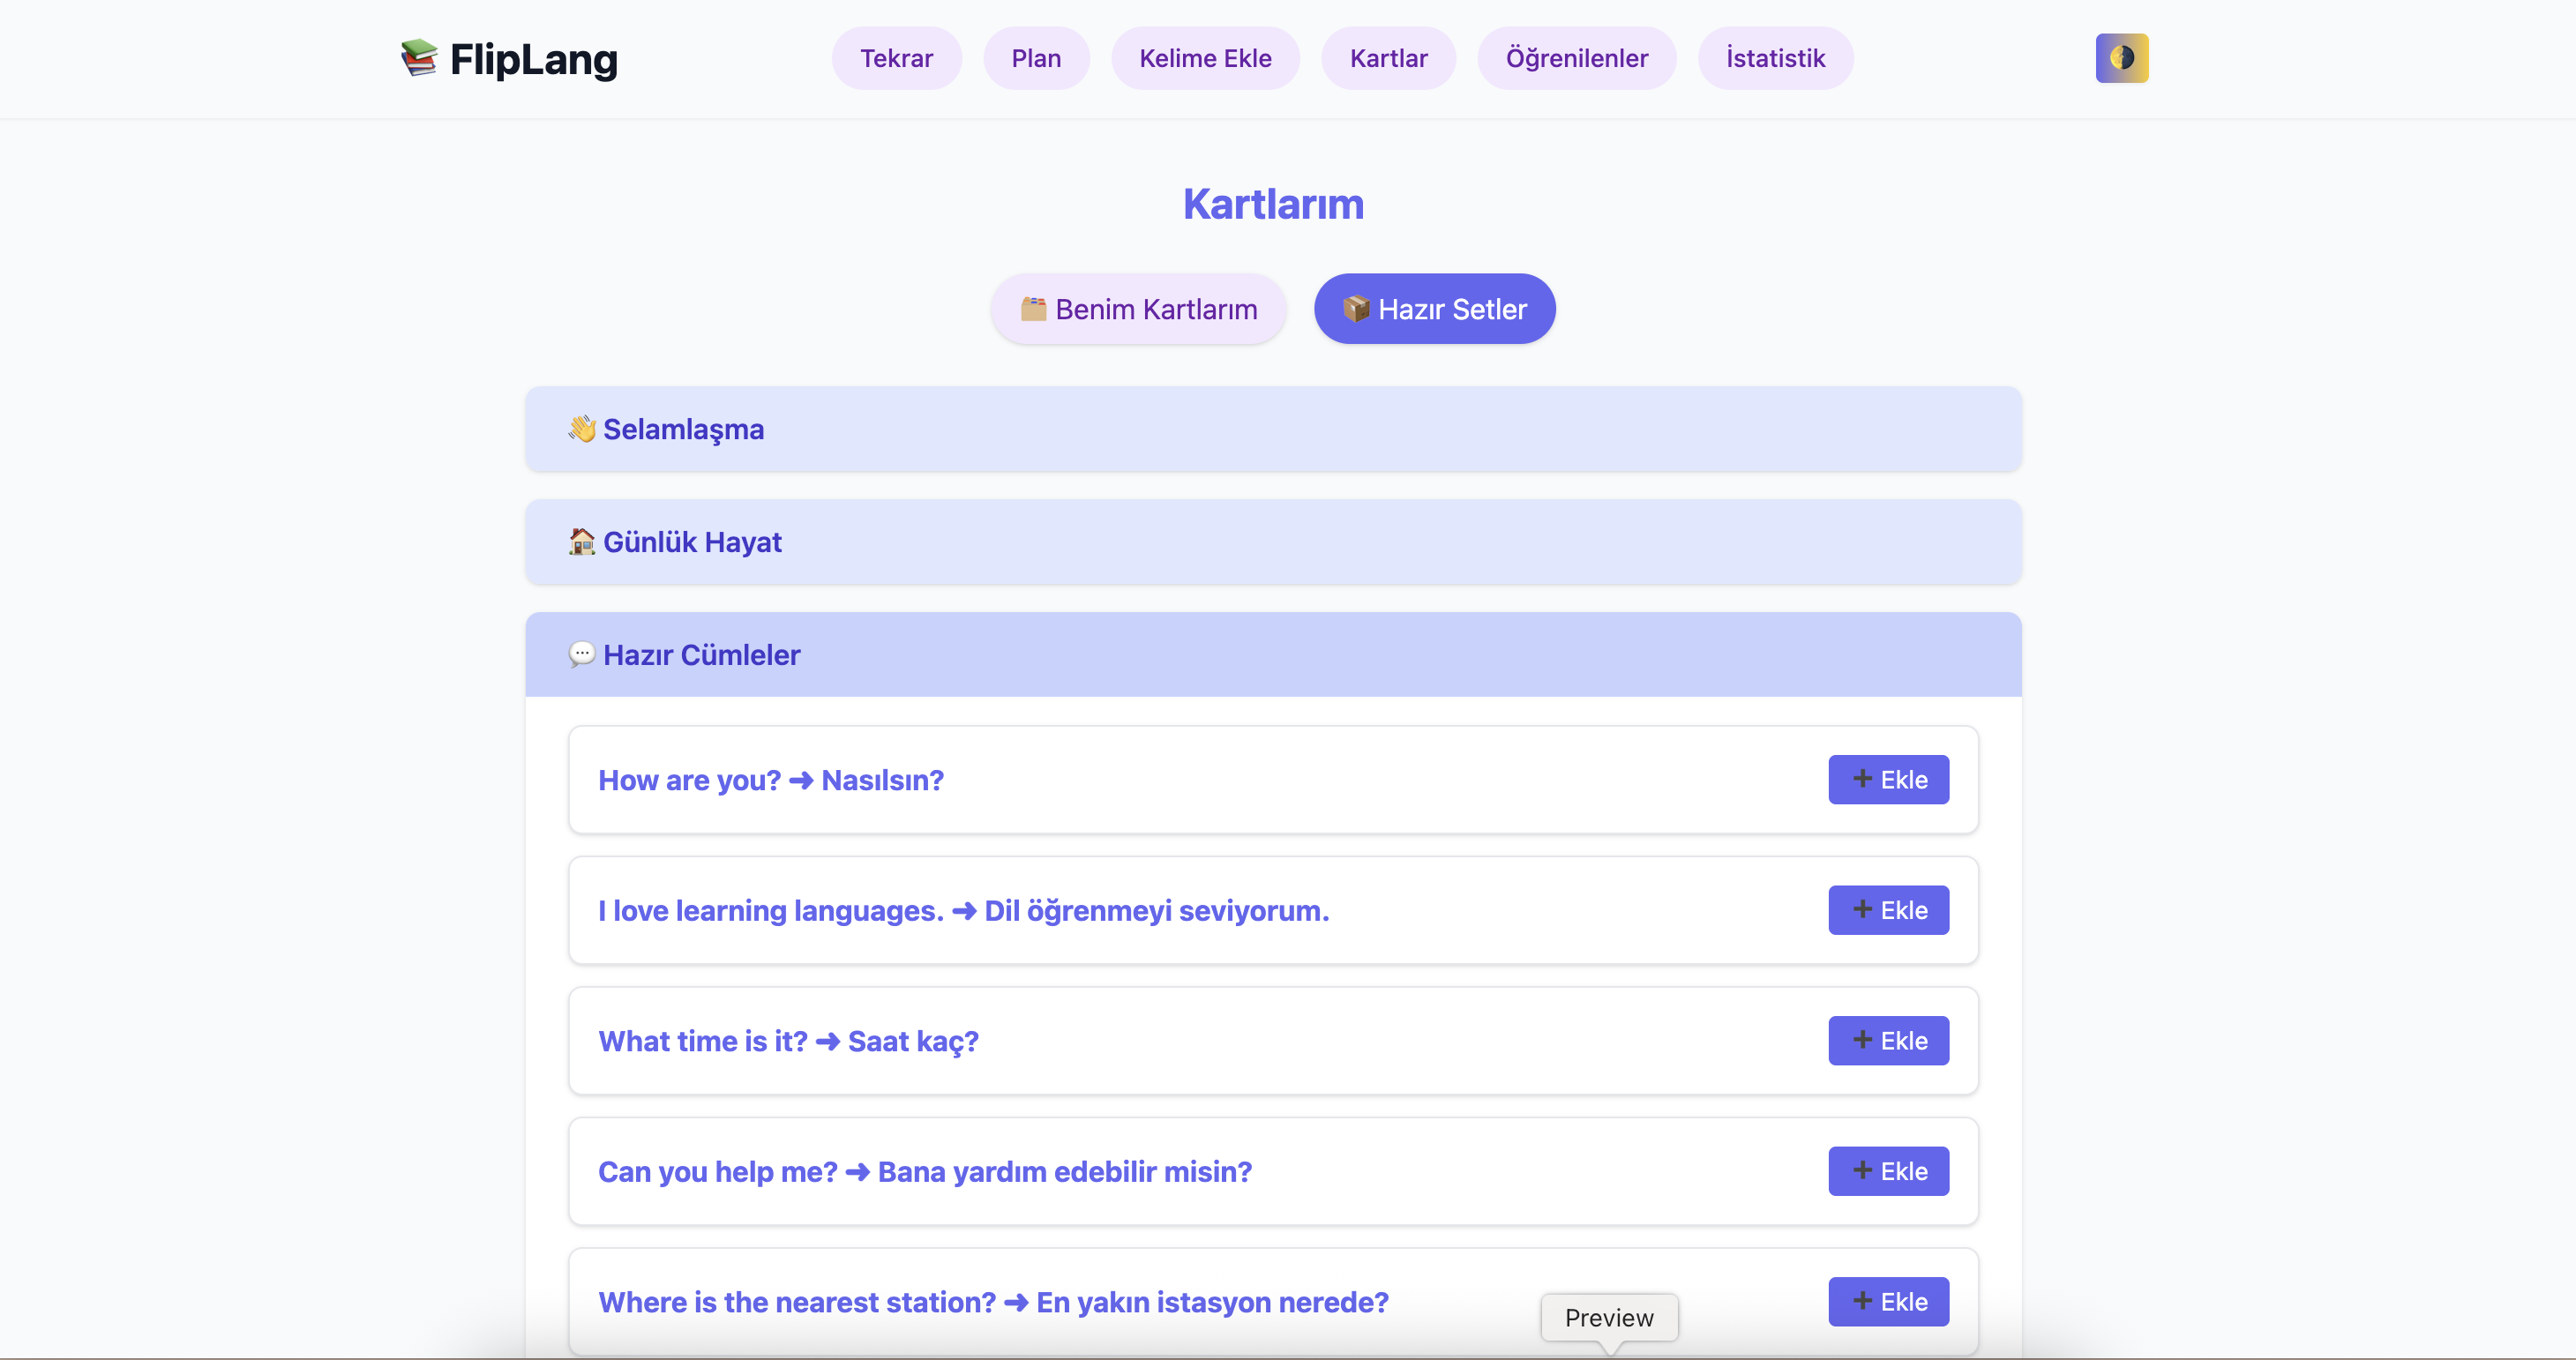 📚 FlipLang
Tekrar
Plan
Kelime Ekle
Kartlar
Öğrenilenler
İstatistik
Kartlarım
🗂️ Benim Kartlarım
📦 Hazır Setler
👋 Selamlaşma
🏠 Günlük Hayat
💬 Hazır Cümleler
How are you? ➜ Nasılsın?
➕ Ekle
I love learning languages. ➜ Dil öğrenmeyi seviyorum.
➕ Ekle
What time is it? ➜ Saat kaç?
➕ Ekle
Can you help me? ➜ Bana yardım edebilir misin?
➕ Ekle
Where is the nearest station? ➜ En yakın istasyon nerede?
➕ Ekle
Preview